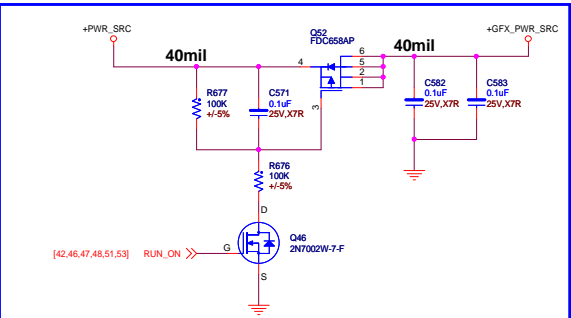 +PWR_SRC
Q52
FDC658AP
+GFX_PWR_SRC
40mil
40mil
4
6
5
2
1
3
R677
100K
+/-5%
C571
0.1uF
25V,X7R
C582
0.1uF
25V,X7R
C583
0.1uF
25V,X7R
R676
100K
+/-5%
D
Q46
2N7002W-7-F
G
S
[42,46,47,48,51,53] RUN_ON